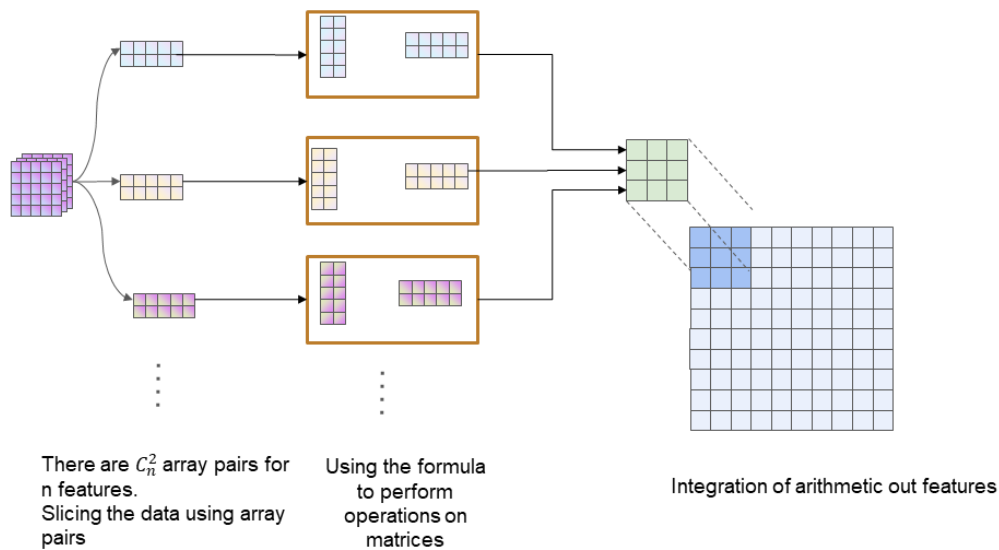 There are $C_n^2$ array pairs for
n features.
Slicing the data using array
pairs
Using the formula
to perform
operations on
matrices
Integration of arithmetic out features